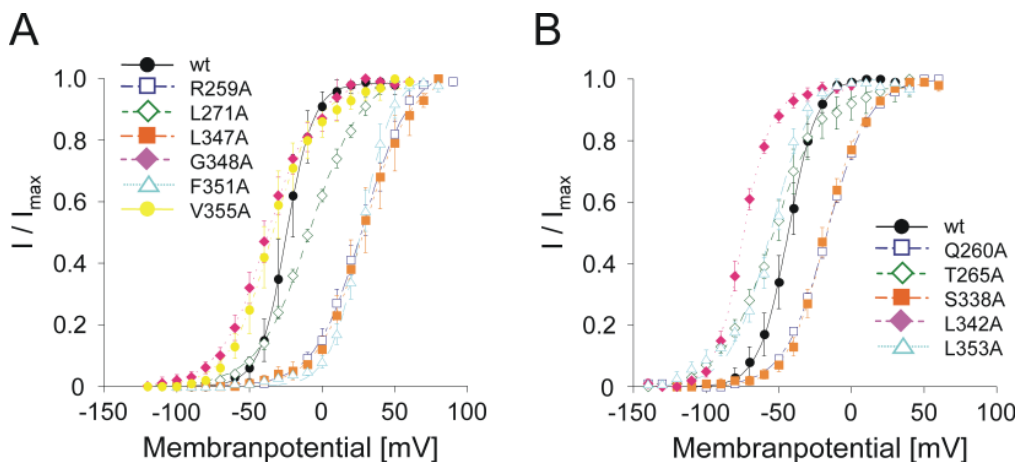 A
wt
R259A
L271A
L347A
G348A
F351A
V355A
I / Imax
1.0
0.8
0.6
0.4
0.2
0
-150 -100 -50 0 50 100
Membranpotential [mV]
B
I / Imax
1.0
0.8
0.6
0.4
0.2
0
wt
Q260A
T265A
S338A
L342A
L353A
-150 -100 -50 0 50 100
Membranpotential [mV]